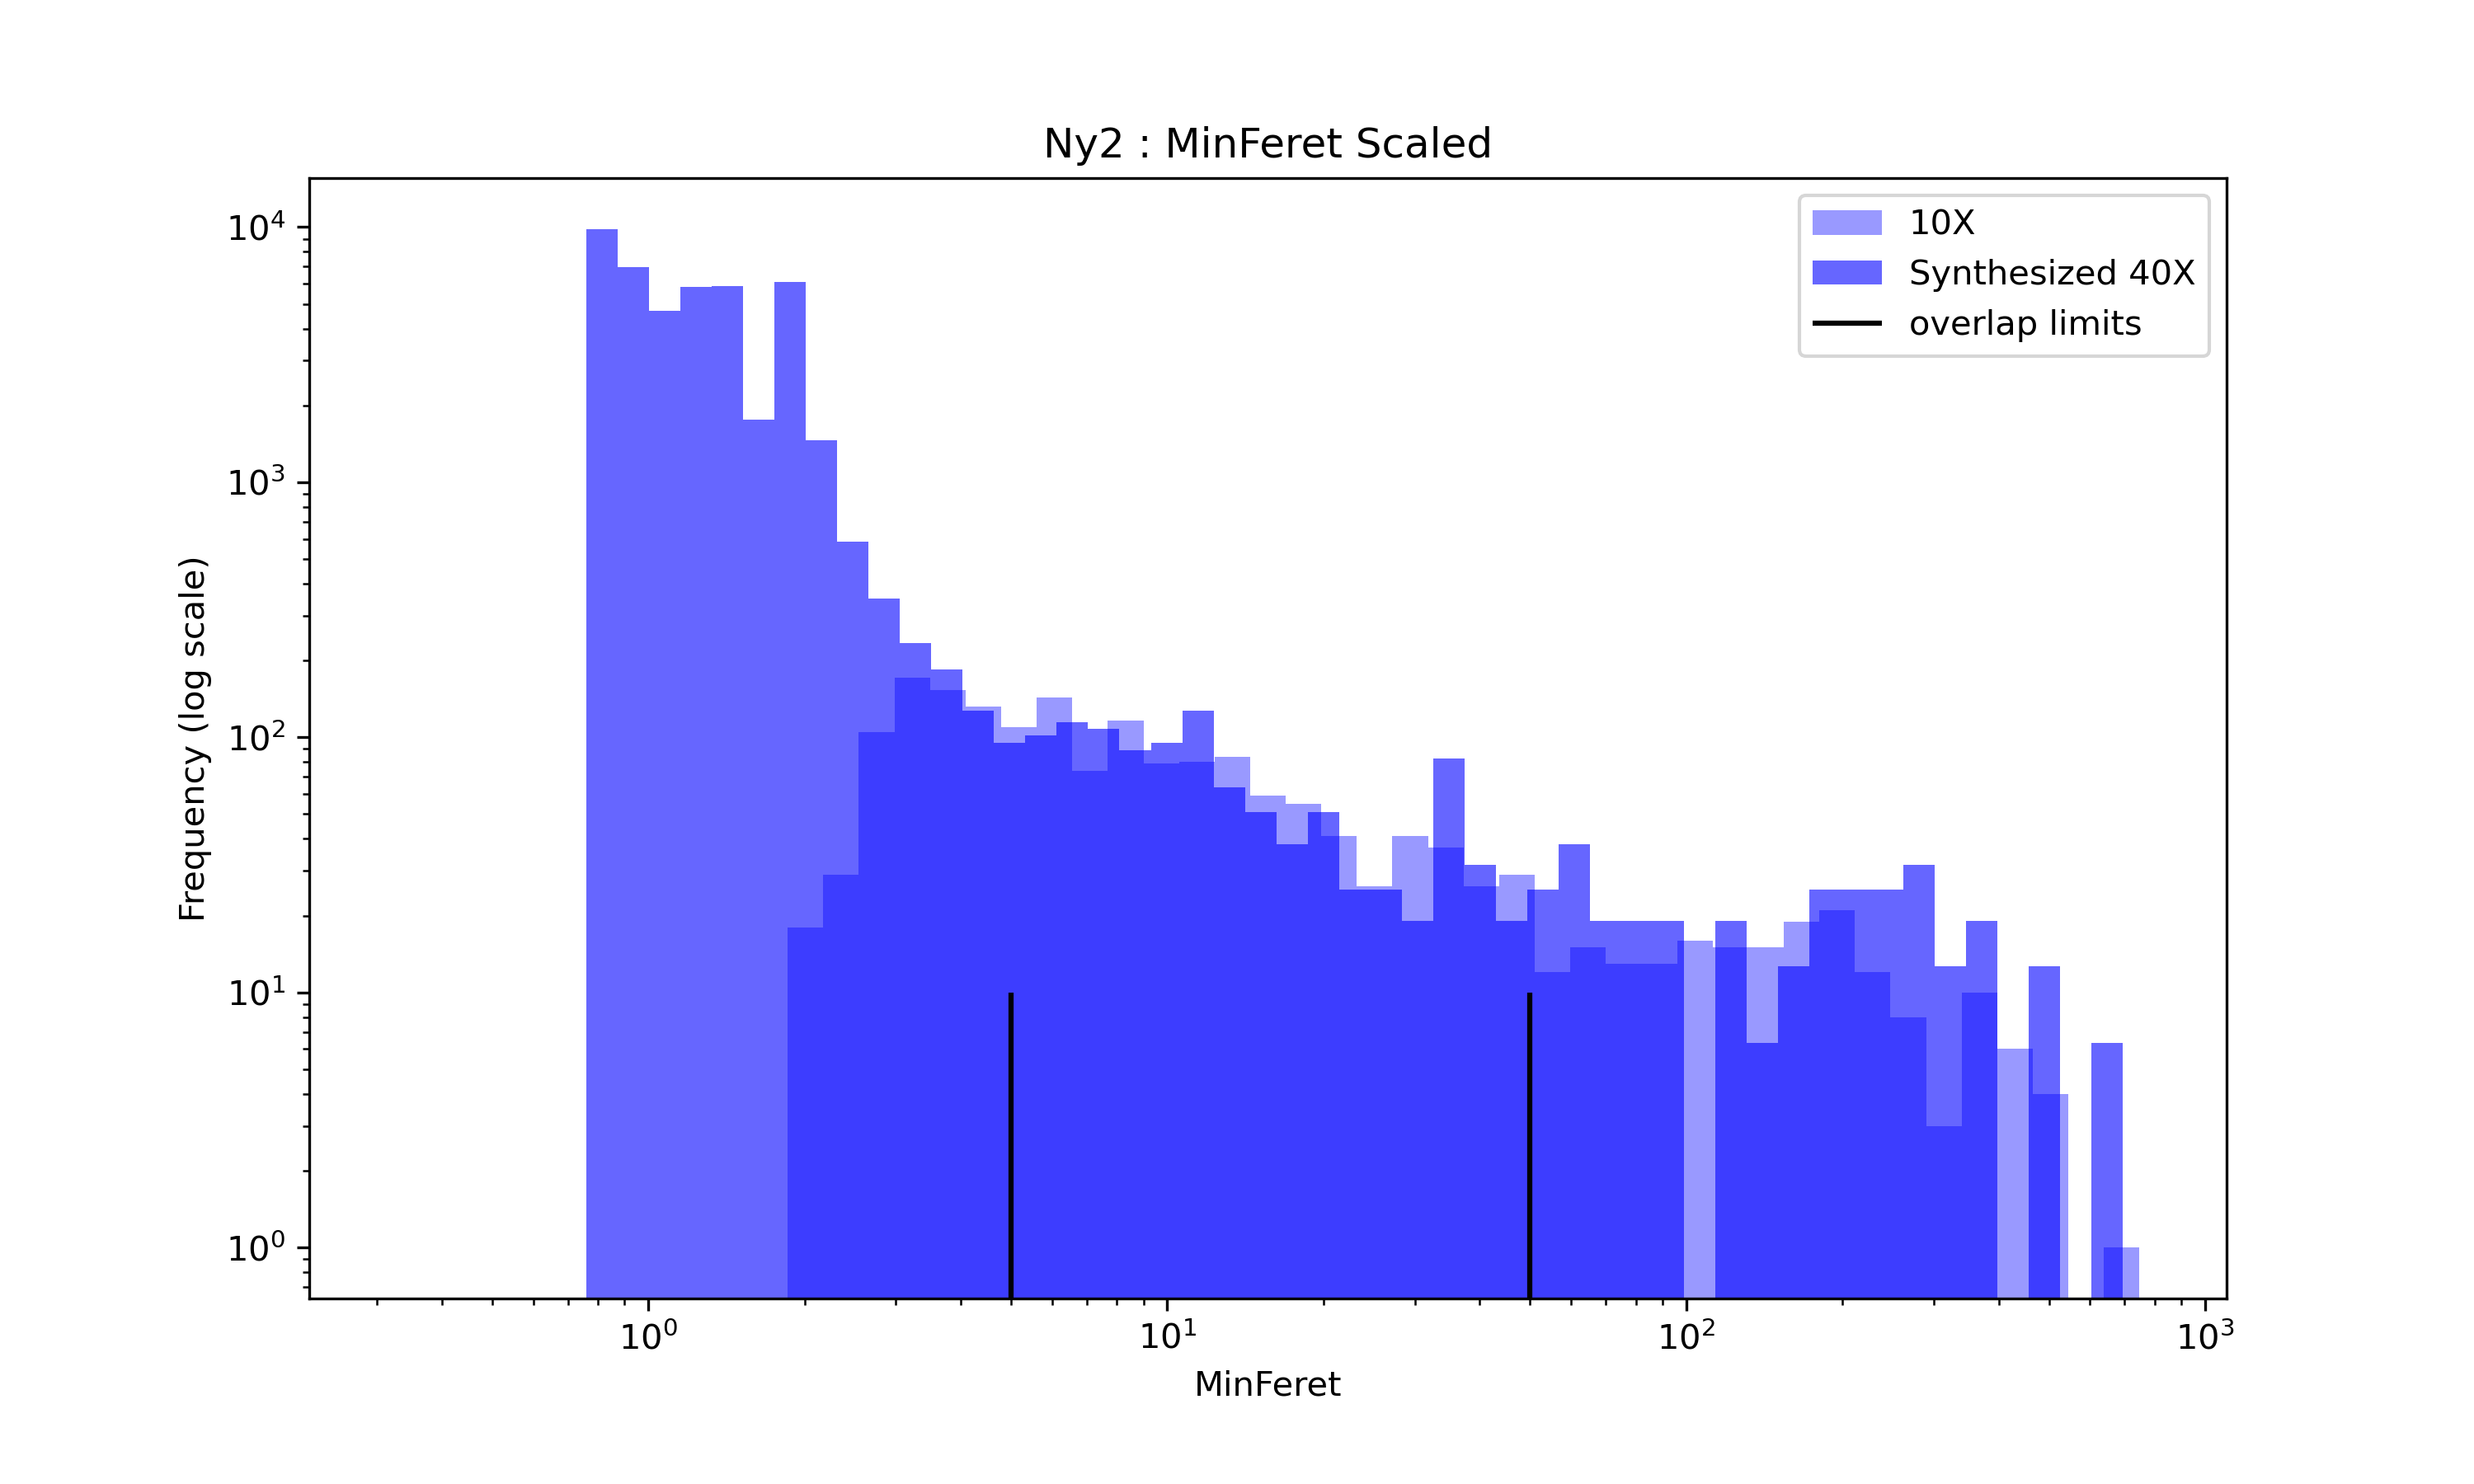 Ny2 : MinFeret Scaled
10X
Synthesized 40X
overlap limits
Frequency (log scale)
10⁴
10³
10²
10¹
10⁰
10⁰ 10¹ 10² 10³
MinFeret